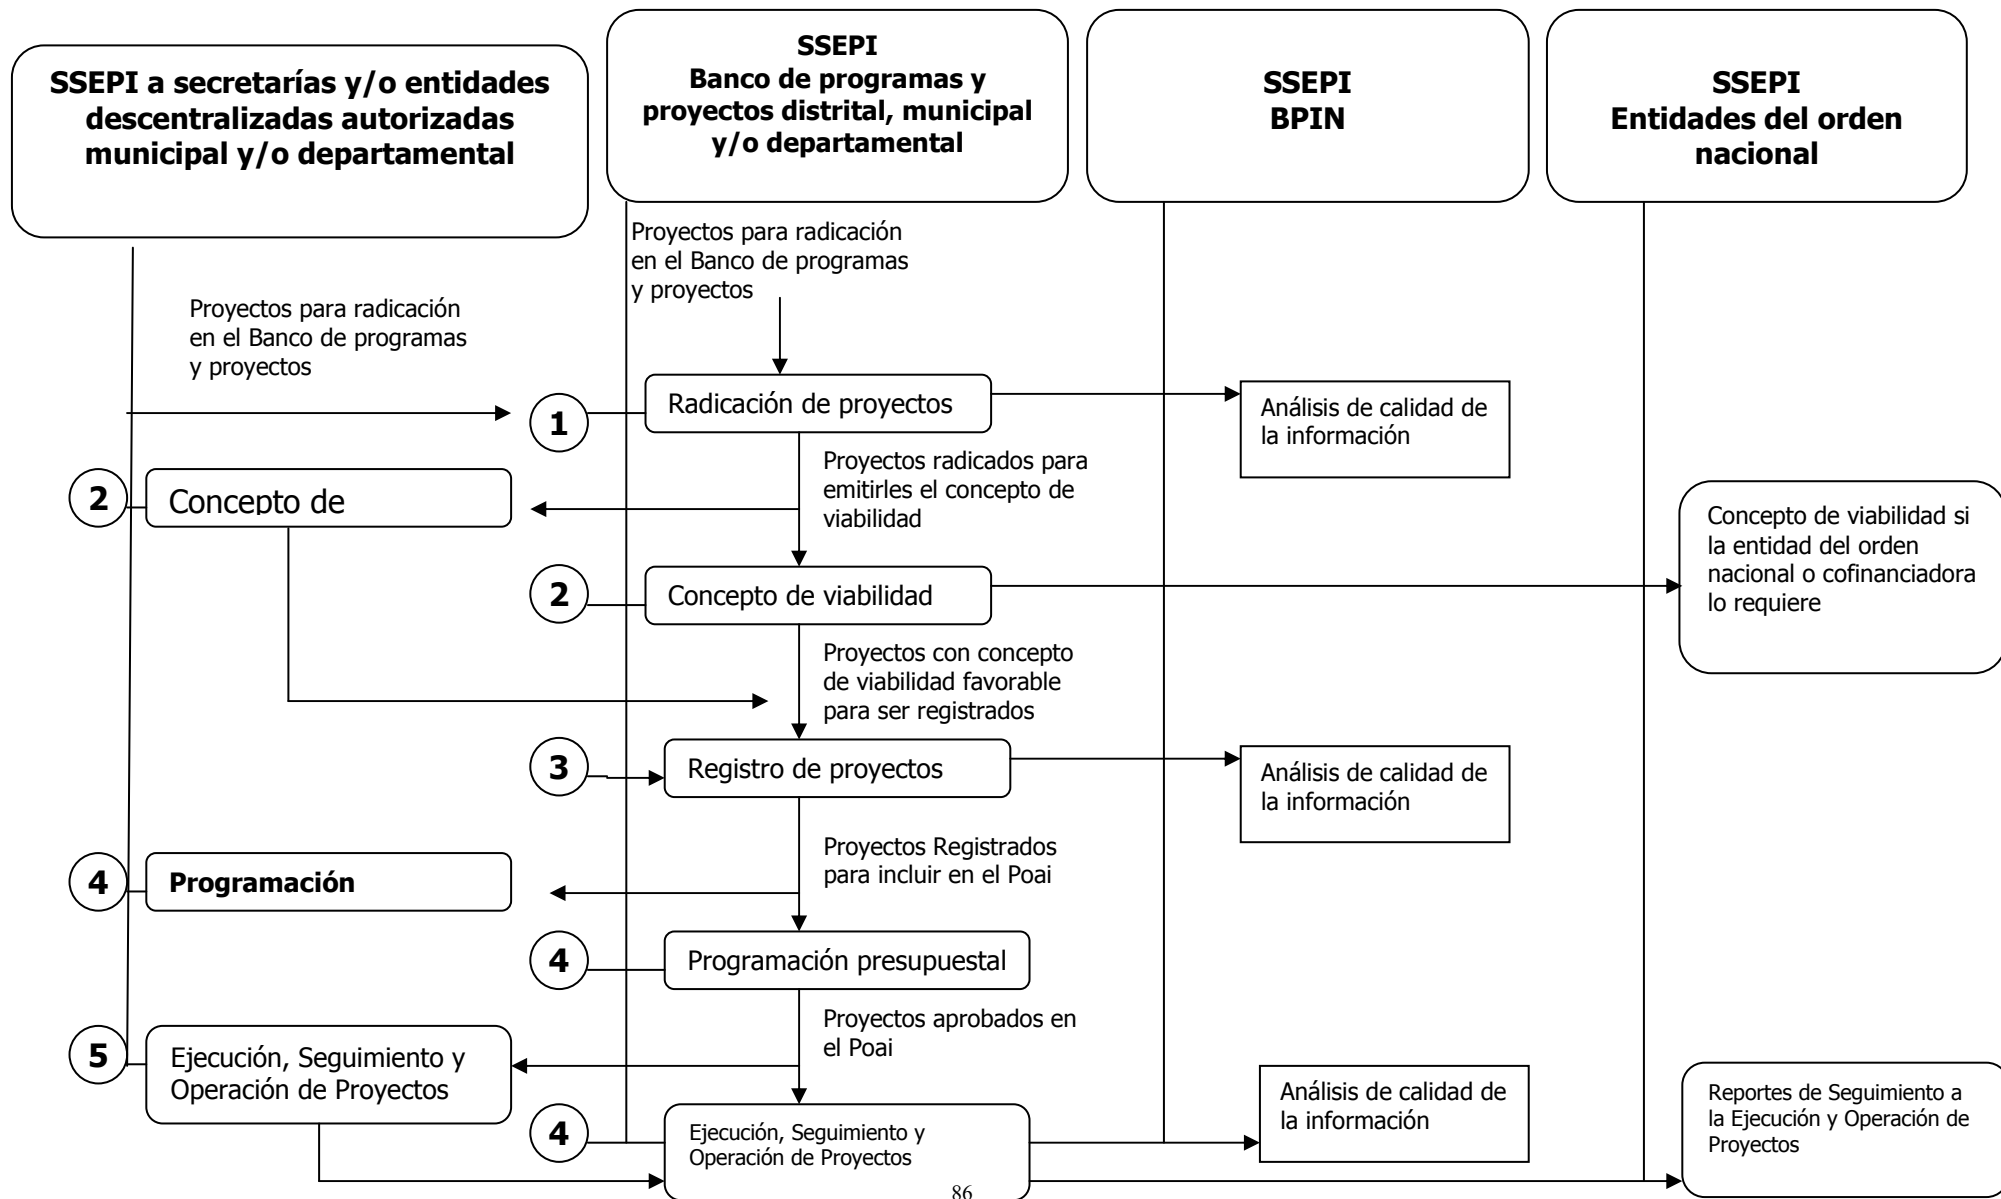 SSEPI a secretarías y/o entidades
descentralizadas autorizadas
municipal y/o departamental
SSEPI
Banco de programas y
proyectos distrital, municipal
y/o departamental
SSEPI
BPIN
SSEPI
Entidades del orden
nacional
Proyectos para radicación
en el Banco de programas
y proyectos
Proyectos para radicación
en el Banco de programas
y proyectos
1
Radicación de proyectos
Análisis de calidad de
la información
Proyectos radicados para
emitirles el concepto de
viabilidad
2
Concepto de
Concepto de viabilidad si
la entidad del orden
nacional o cofinanciadora
lo requiere
2
Concepto de viabilidad
Proyectos con concepto
de viabilidad favorable
para ser registrados
3
Registro de proyectos
Análisis de calidad de
la información
Proyectos Registrados
para incluir en el Poai
4
Programación
4
Programación presupuestal
Proyectos aprobados en
el Poai
5
Ejecución, Seguimiento y
Operación de Proyectos
4
Ejecución, Seguimiento y
Operación de Proyectos
Análisis de calidad de
la información
Reportes de Seguimiento a
la Ejecución y Operación de
Proyectos
86